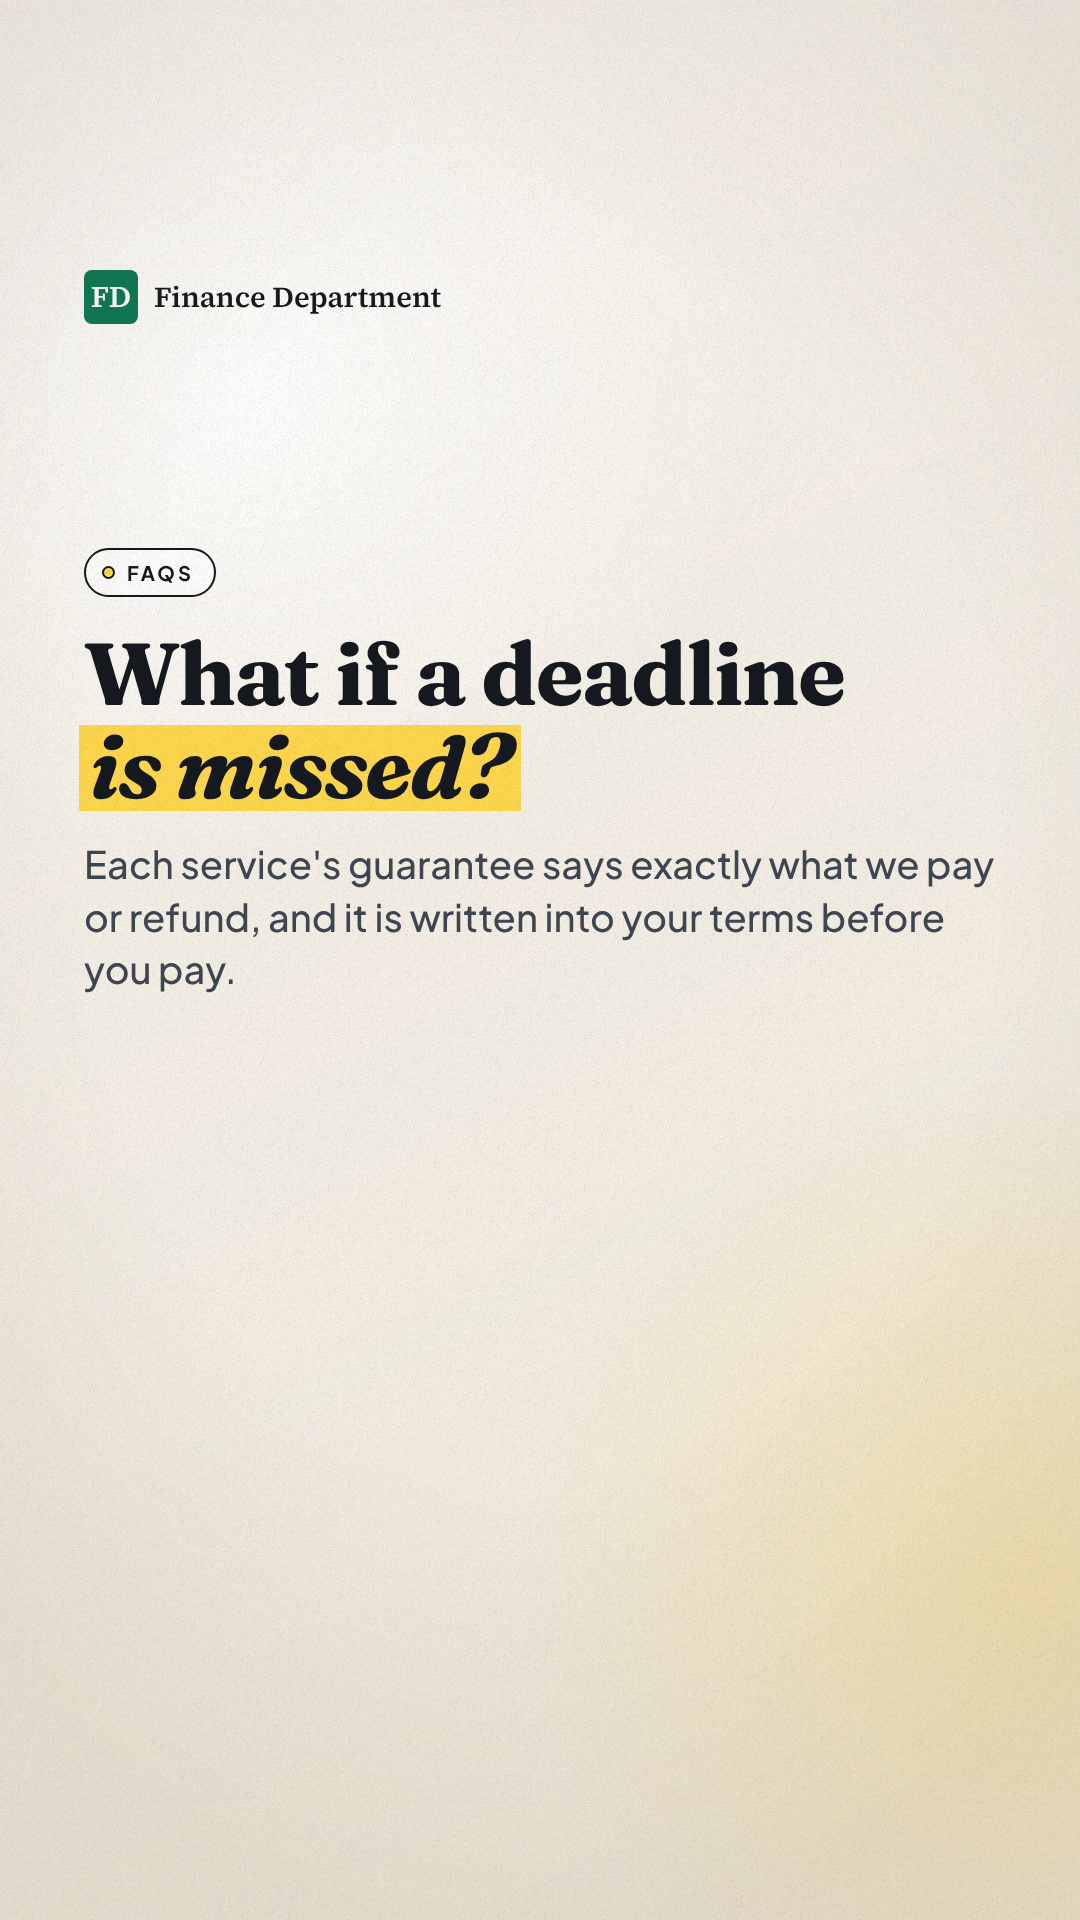 FD Finance Department
FAQS
What if a deadline
is missed?
Each service's guarantee says exactly what we pay
or refund, and it is written into your terms before
you pay.